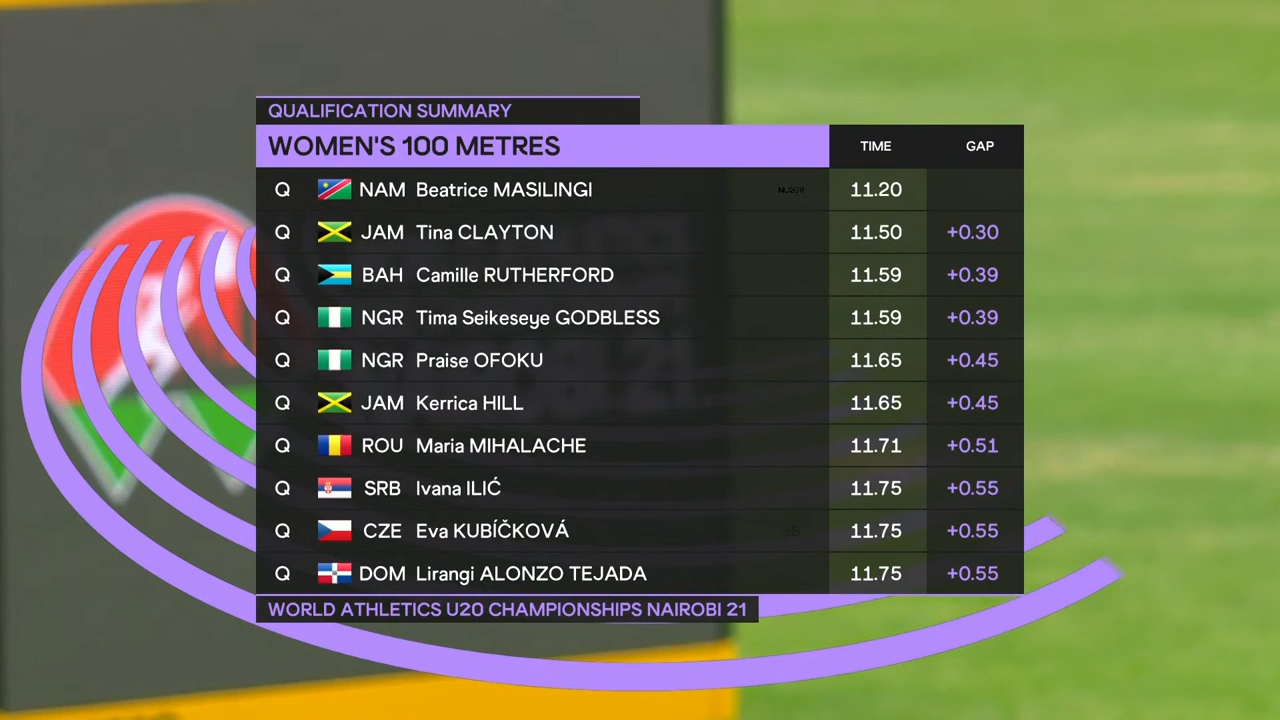 QUALIFICATION SUMMARY
WOMEN'S 100 METRES TIME GAP
Q NAM Beatrice MASILINGI NU20R 11.20
Q JAM Tina CLAYTON 11.50 +0.30
Q BAH Camille RUTHERFORD 11.59 +0.39
Q NGR Tima Seikeseye GODBLESS 11.59 +0.39
Q NGR Praise OFOKU 11.65 +0.45
Q JAM Kerrica HILL 11.65 +0.45
Q ROU Maria MIHALACHE 11.71 +0.51
Q SRB Ivana ILIĆ 11.75 +0.55
Q CZE Eva KUBÍČKOVÁ SB 11.75 +0.55
Q DOM Lirangi ALONZO TEJADA 11.75 +0.55
WORLD ATHLETICS U20 CHAMPIONSHIPS NAIROBI 21